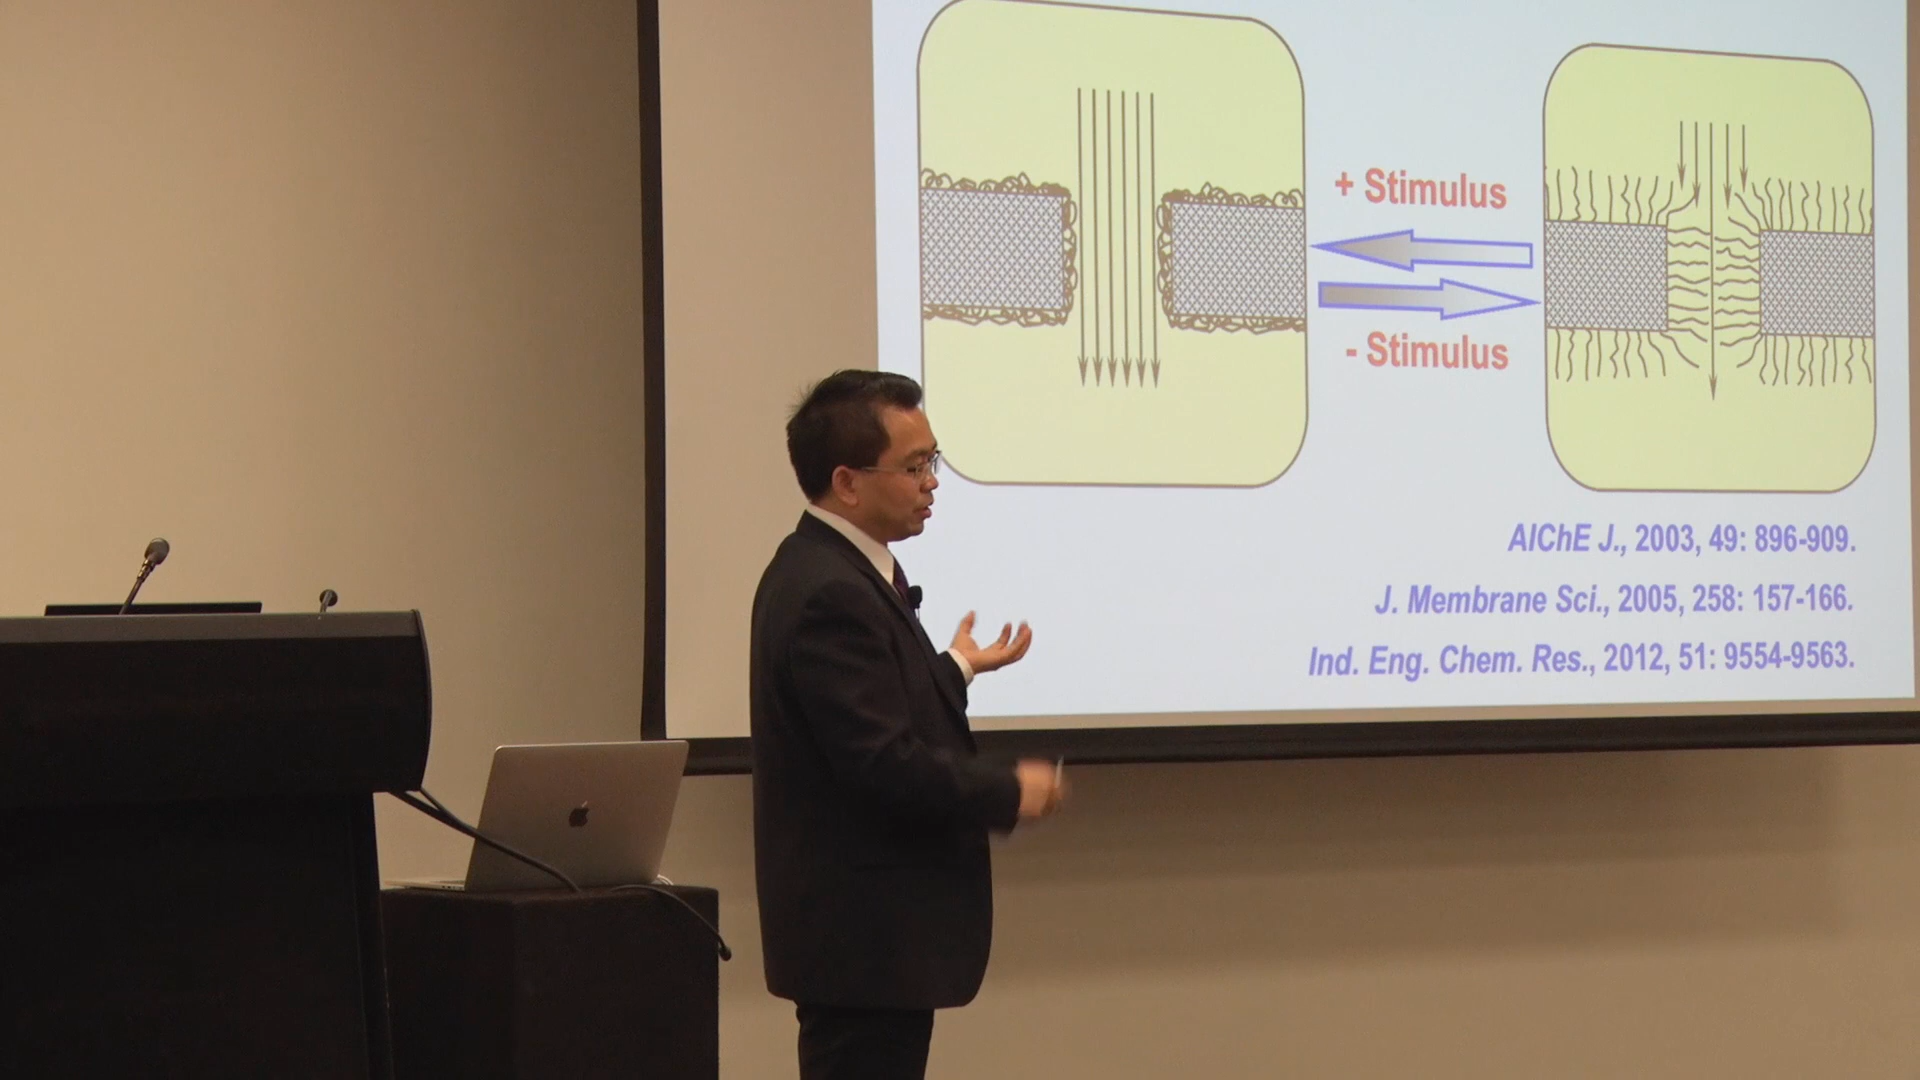 + Stimulus
- Stimulus
AIChE J., 2003, 49: 896-909.
J. Membrane Sci., 2005, 258: 157-166.
Ind. Eng. Chem. Res., 2012, 51: 9554-9563.